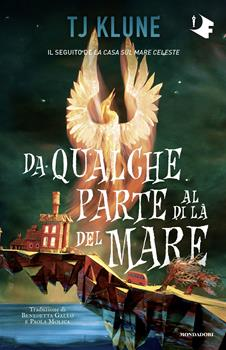 TJ KLUNE
IL SEGUITO DE LA CASA SUL MARE CELESTE
DA QUALCHE
PARTE AL
DI LÀ
DEL MARE
Traduzione di
Benedetta Gallo
e Paola Molica
MONDADORI